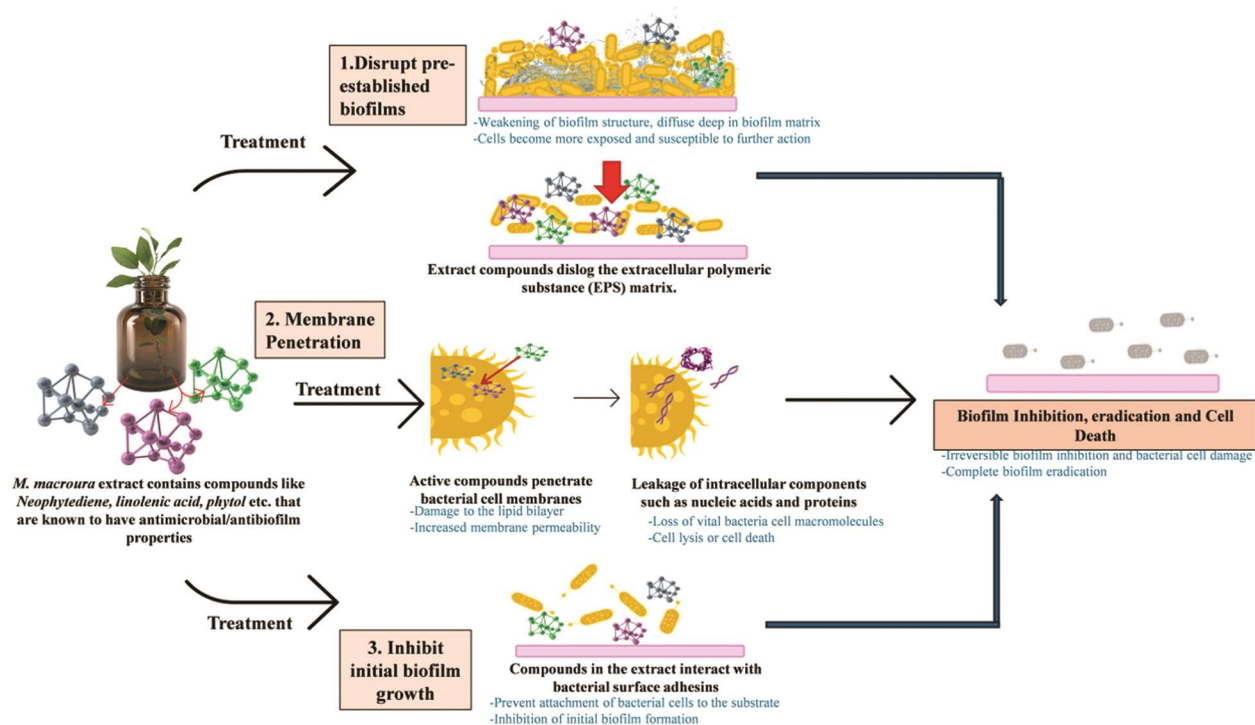 1.Disrupt pre-
established
biofilms
-Weakening of biofilm structure, diffuse deep in biofilm matrix
-Cells become more exposed and susceptible to further action
Treatment
Extract compounds dislog the extracellular polymeric
substance (EPS) matrix.
2. Membrane
Penetration
Treatment
M. macroura extract contains compounds like
Neophytediene, linolenic acid, phytol etc. that
are known to have antimicrobial/antibiofilm
properties
Active compounds penetrate
bacterial cell membranes
-Damage to the lipid bilayer
-Increased membrane permeability
Leakage of intracellular components
such as nucleic acids and proteins
-Loss of vital bacteria cell macromolecules
-Cell lysis or cell death
Biofilm Inhibition, eradication and Cell
Death
-Irreversible biofilm inhibition and bacterial cell damage
-Complete biofilm eradication
Treatment
3. Inhibit
initial biofilm
growth
Compounds in the extract interact with
bacterial surface adhesins
-Prevent attachment of bacterial cells to the substrate
-Inhibition of initial biofilm formation